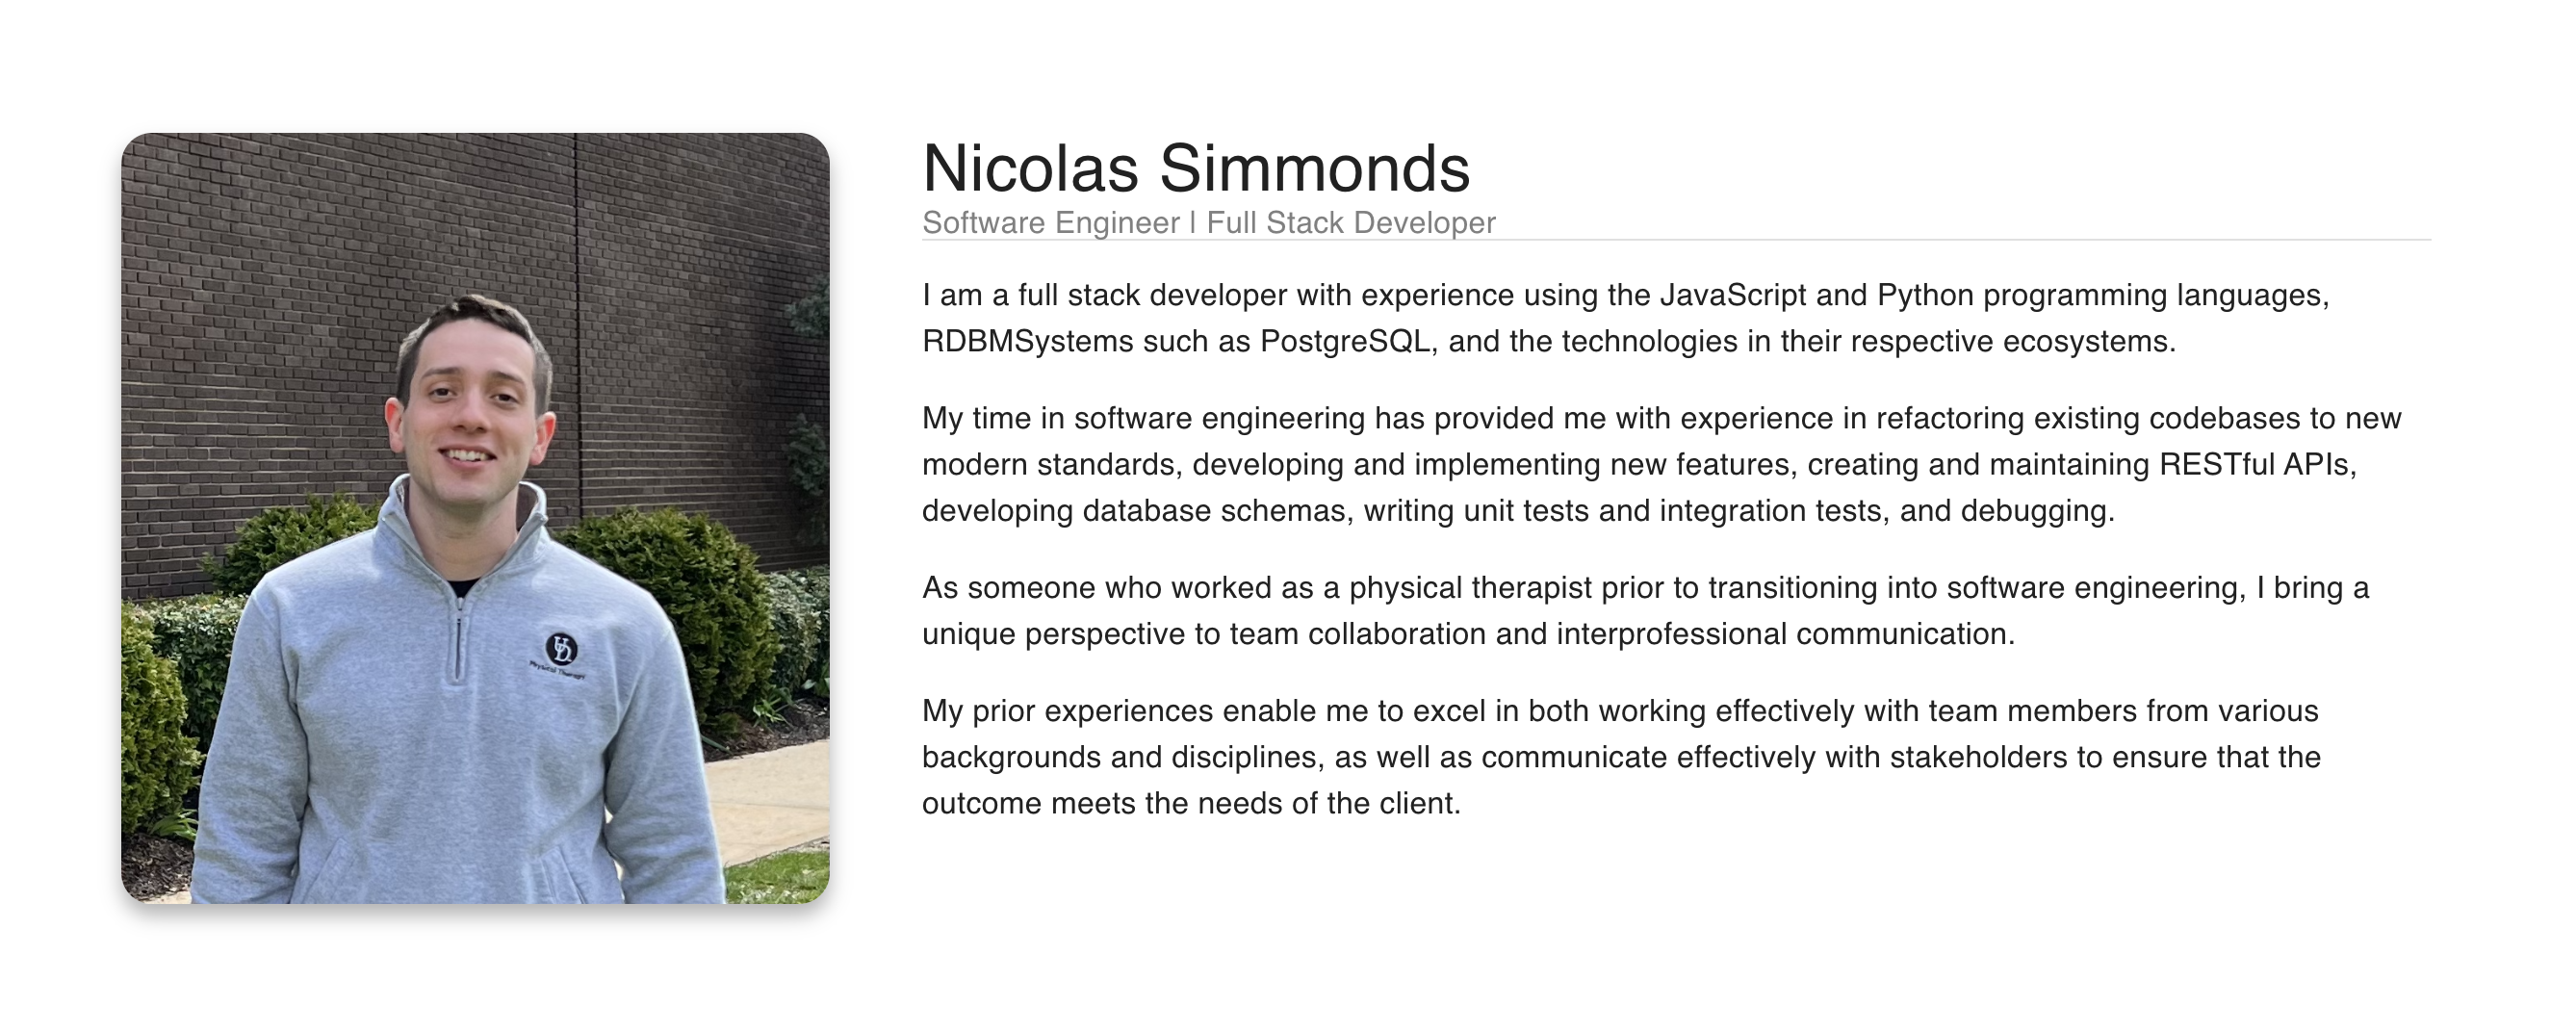 Nicolas Simmonds
Software Engineer | Full Stack Developer
I am a full stack developer with experience using the JavaScript and Python programming languages,
RDBMSystems such as PostgreSQL, and the technologies in their respective ecosystems.
My time in software engineering has provided me with experience in refactoring existing codebases to new
modern standards, developing and implementing new features, creating and maintaining RESTful APIs,
developing database schemas, writing unit tests and integration tests, and debugging.
As someone who worked as a physical therapist prior to transitioning into software engineering, I bring a
unique perspective to team collaboration and interprofessional communication.
My prior experiences enable me to excel in both working effectively with team members from various
backgrounds and disciplines, as well as communicate effectively with stakeholders to ensure that the
outcome meets the needs of the client.
UD
Physical Therapy